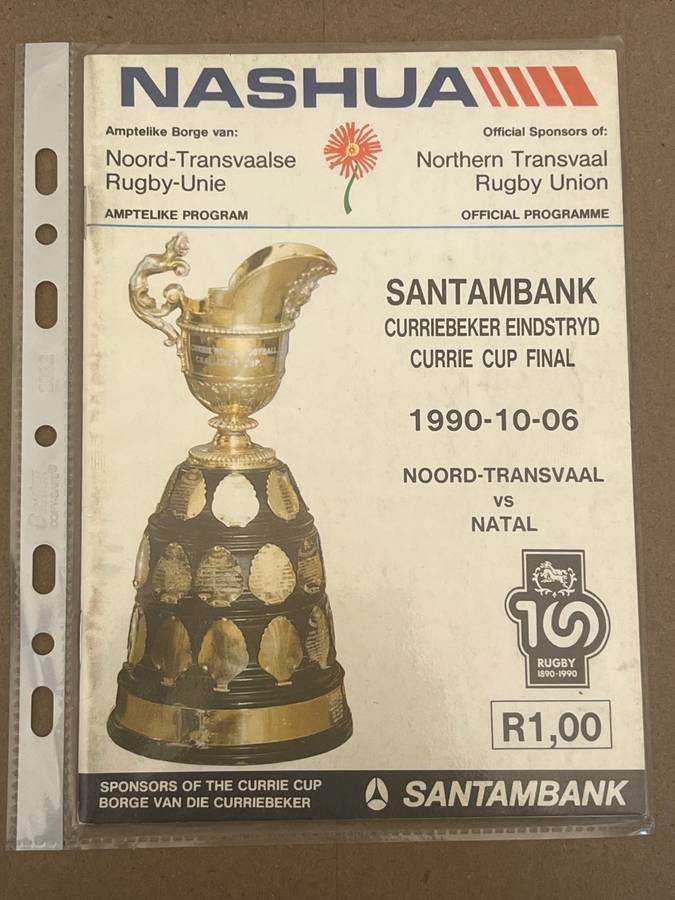 NASHUA
Amptelike Borge van:
Noord-Transvaalse
Rugby-Unie
AMPTELIKE PROGRAM
Official Sponsors of:
Northern Transvaal
Rugby Union
OFFICIAL PROGRAMME
SANTAMBANK
CURRIEBEKER EINDSTRYD
CURRIE CUP FINAL
1990-10-06
NOORD-TRANSVAAL
vs
NATAL
100
RUGBY
1890-1990
R1,00
SPONSORS OF THE CURRIE CUP
BORGE VAN DIE CURRIEBEKER
SANTAMBANK